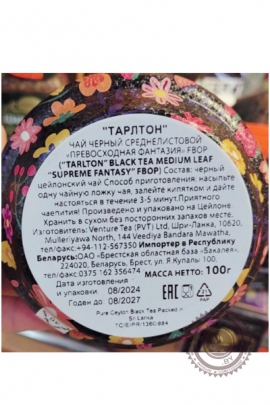 "ТАРЛТОН"
ЧАЙ ЧЕРНЫЙ СРЕДНЕЛИСТОВОЙ
«ПРЕВОСХОДНАЯ ФАНТАЗИЯ» FBOP
("TARLTON" BLACK TEA MEDIUM LEAF
"SUPREME FANTASY" FBOP) Состав: черный
цейлонский чай Способ приготовления: насыпьте
одну чайную ложку чая, залейте кипятком и дайте
настояться в течение 3-5 минут.Приятного
чаепития! Произведено и упаковано на Цейлоне.
Хранить в сухом без посторонних запахов месте.
Изготовитель: Venture Tea (PVT) Ltd, Шри-Ланка, 10620,
Mulleriyawa North, 144 Veediya Bandara Mawatha,
тел/факс:+94-112-567350 Импортер в Республику
Беларусь:ОАО «Брестская областная база «Бакалея»,
224020, Беларусь, Брест, ул. Я.Купалы 100,
тел/факс 0375 162 356474
Дата изготовления
и упаковки 08/2024
Годен до 08/2027
МАССА НЕТТО: 100г
EAC
Pure Ceylon Black Tea Packed in
Sri Lanka